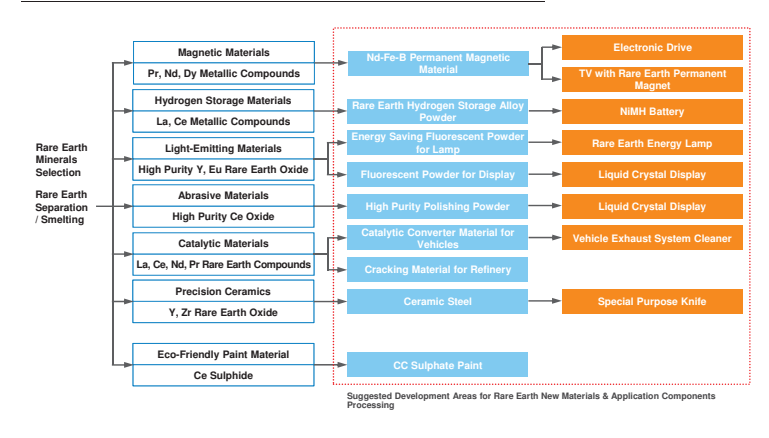 Rare Earth
Minerals
Selection
Rare Earth
Separation
/ Smelting
Magnetic Materials
Pr, Nd, Dy Metallic Compounds
Hydrogen Storage Materials
La, Ce Metallic Compounds
Light-Emitting Materials
High Purity Y, Eu Rare Earth Oxide
Abrasive Materials
High Purity Ce Oxide
Catalytic Materials
La, Ce, Nd, Pr Rare Earth Compounds
Precision Ceramics
Y, Zr Rare Earth Oxide
Eco-Friendly Paint Material
Ce Sulphide
Nd-Fe-B Permanent Magnetic
Material
Rare Earth Hydrogen Storage Alloy
Powder
Energy Saving Fluorescent Powder
for Lamp
Fluorescent Powder for Display
High Purity Polishing Powder
Catalytic Converter Material for
Vehicles
Cracking Material for Refinery
Ceramic Steel
CC Sulphate Paint
Electronic Drive
TV with Rare Earth Permanent
Magnet
NIMH Battery
Rare Earth Energy Lamp
Liquid Crystal Display
Liquid Crystal Display
Vehicle Exhaust System Cleaner
Special Purpose Knife
Suggested Development Areas for Rare Earth New Materials & Application Components
Processing